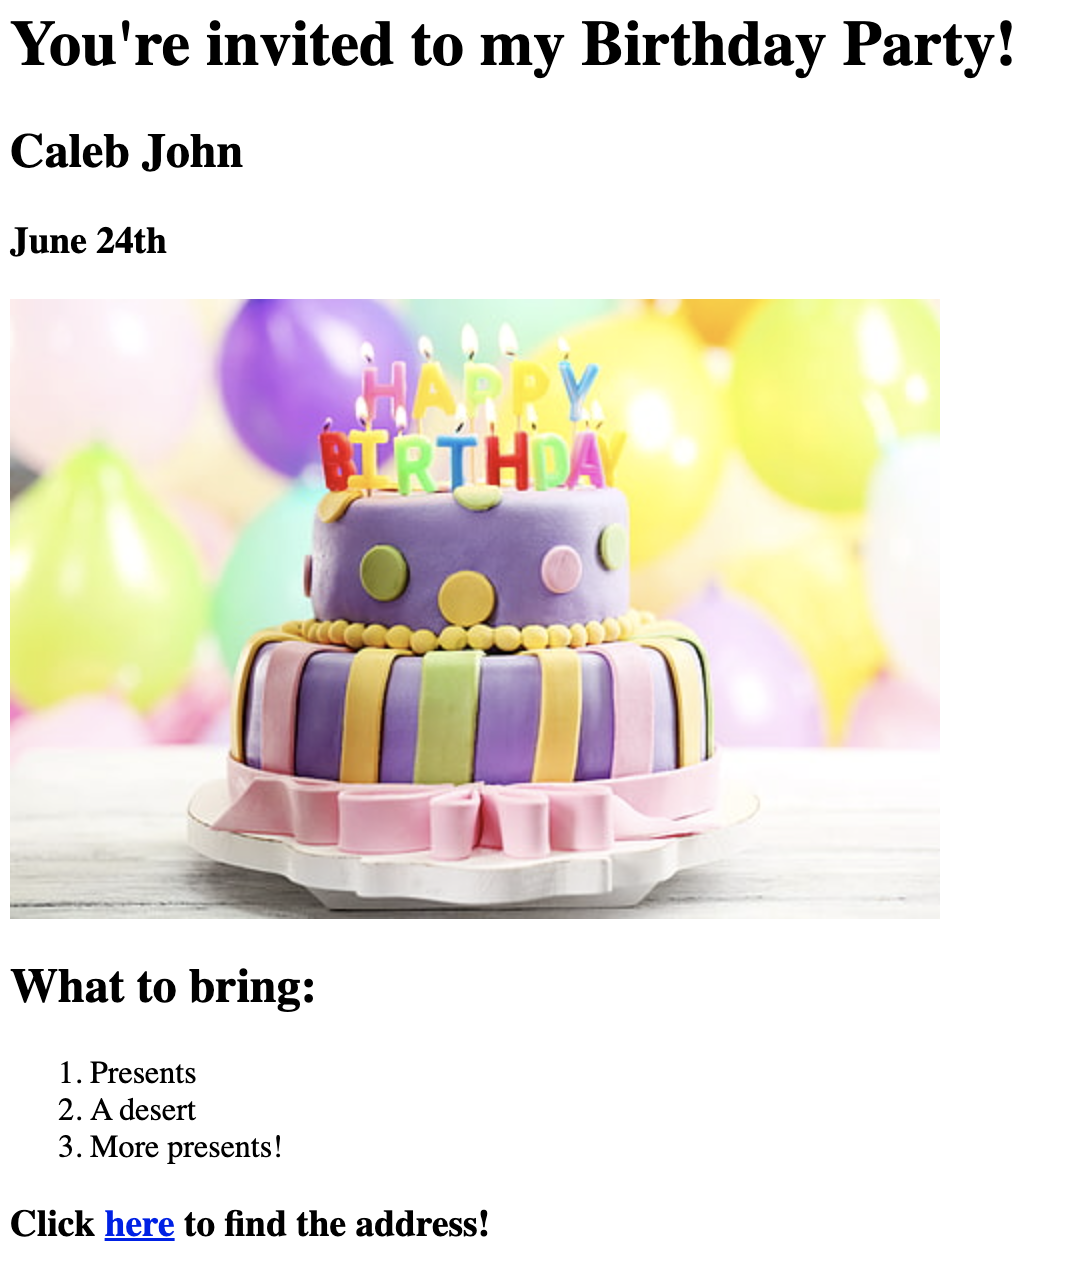 You're invited to my Birthday Party!
Caleb John
June 24th
HAPPY
BIRTHDAY
What to bring:
1. Presents
2. A desert
3. More presents!
Click here to find the address!